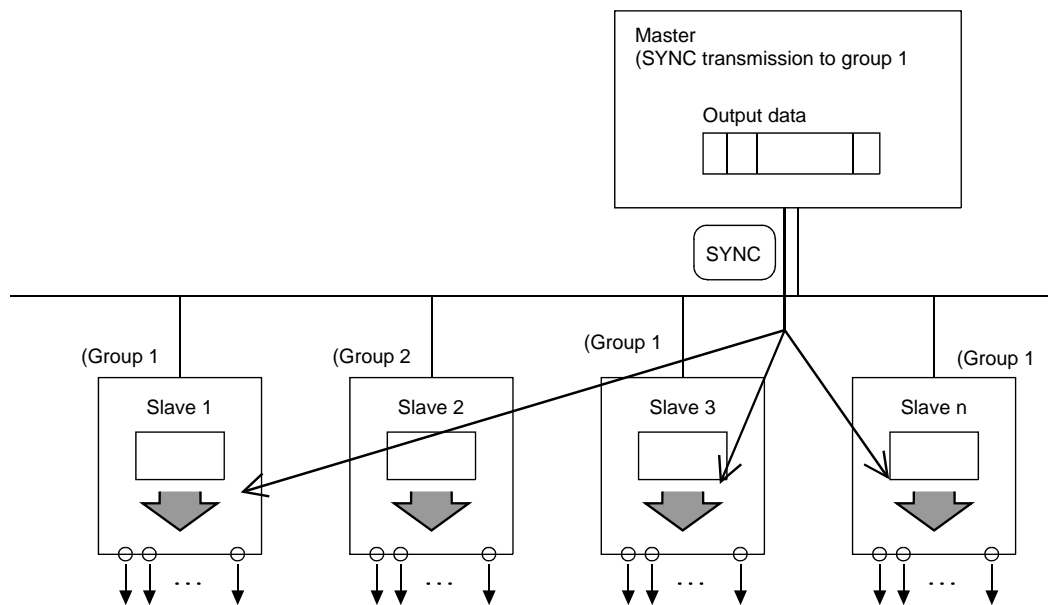 Master
(SYNC transmission to group 1
Output data
SYNC
(Group 1
(Group 2
(Group 1
(Group 1
Slave 1
Slave 2
Slave 3
Slave n
...
...
...
...